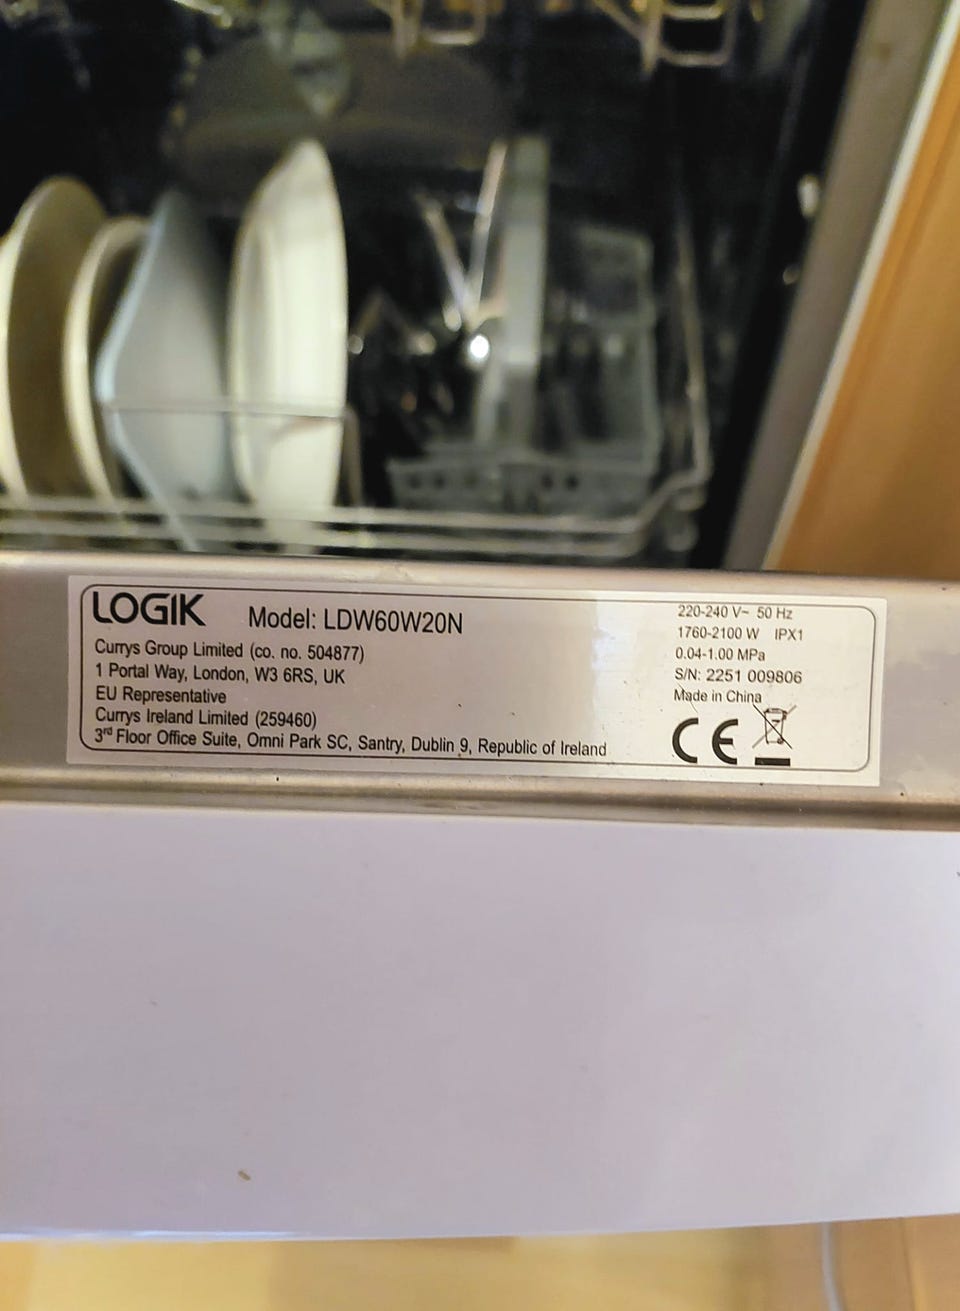 LOGIK Model: LDW60W20N
Currys Group Limited (co. no. 504877)
1 Portal Way, London, W3 6RS, UK
EU Representative
Currys Ireland Limited (259460)
3rd Floor Office Suite, Omni Park SC, Santry, Dublin 9, Republic of Ireland
220-240 V~ 50 Hz
1760-2100 W IPX1
0.04-1.00 MPa
S/N: 2251 009806
Made in China
CE